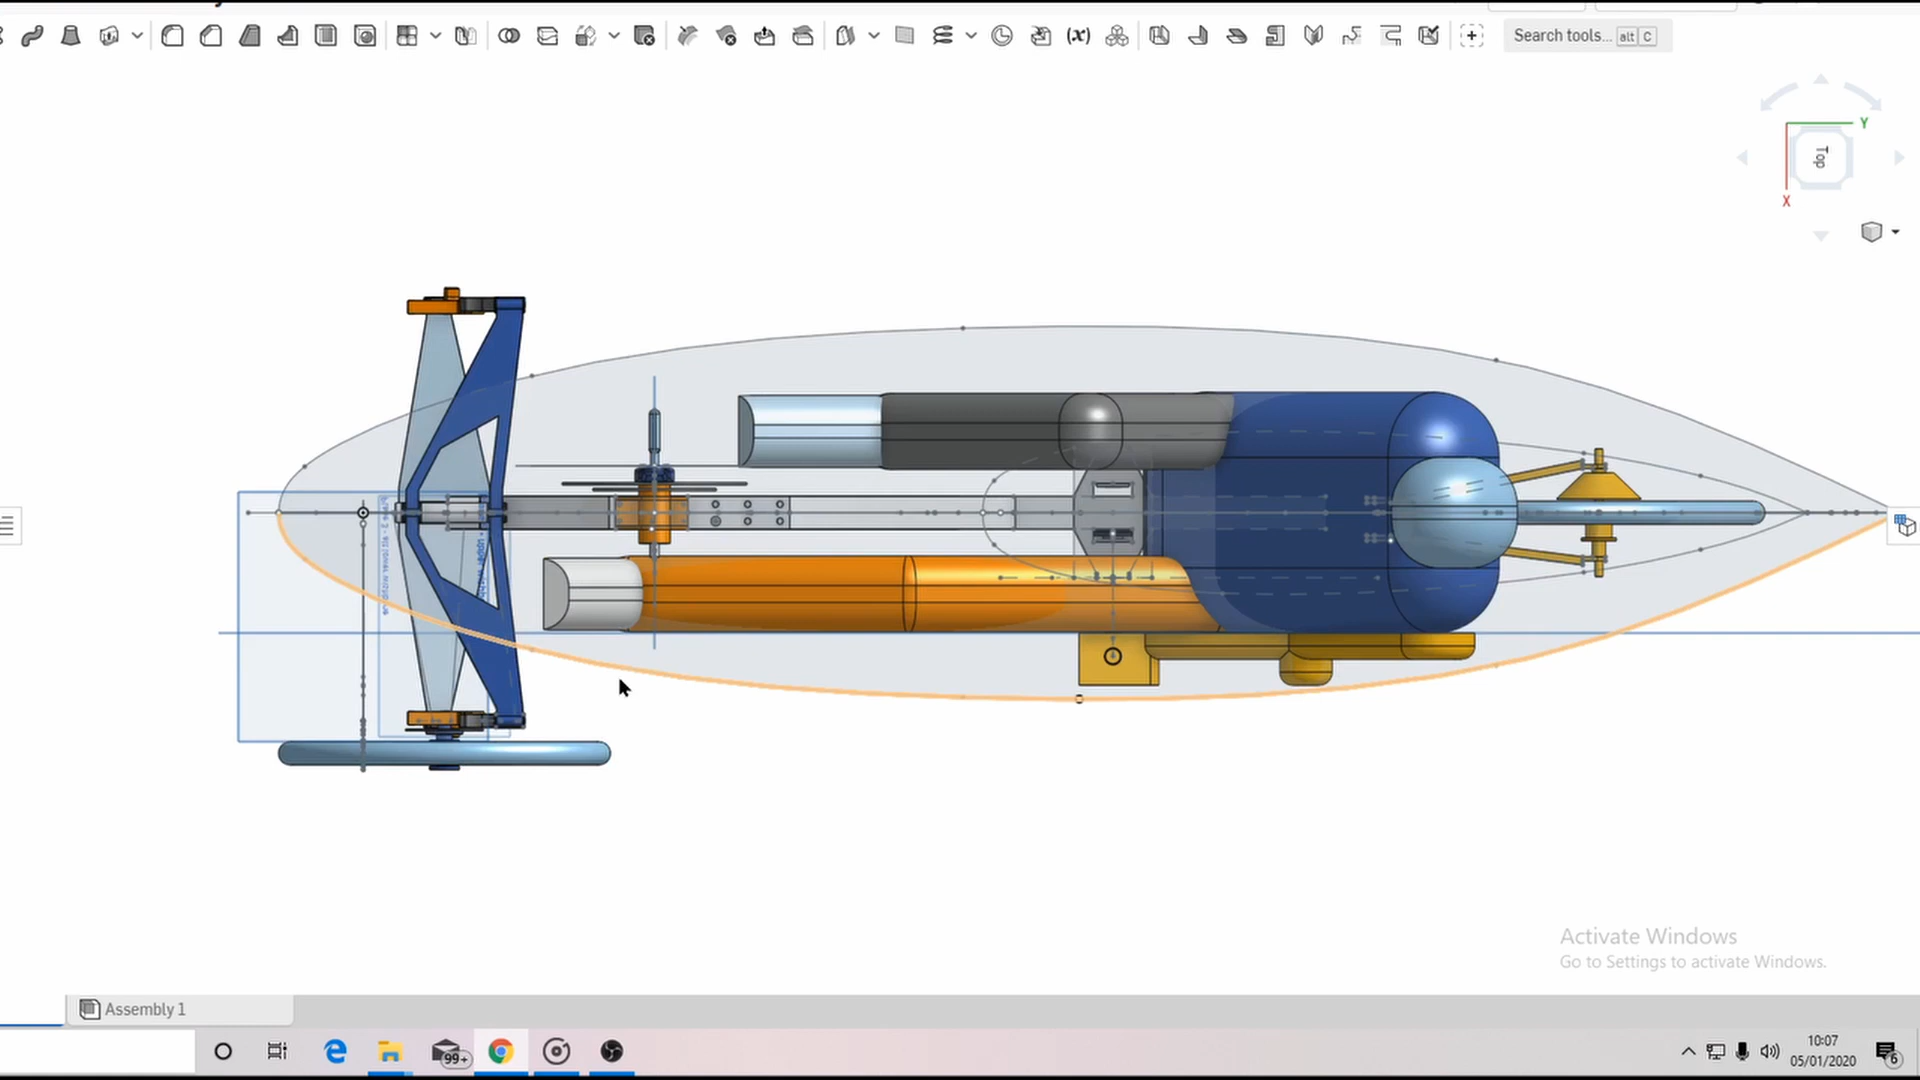 (x)
Search tools... alt C
Y
Top
X
Activate Windows
Go to Settings to activate Windows.
Assembly 1
99+
10:07
05/01/2020
6